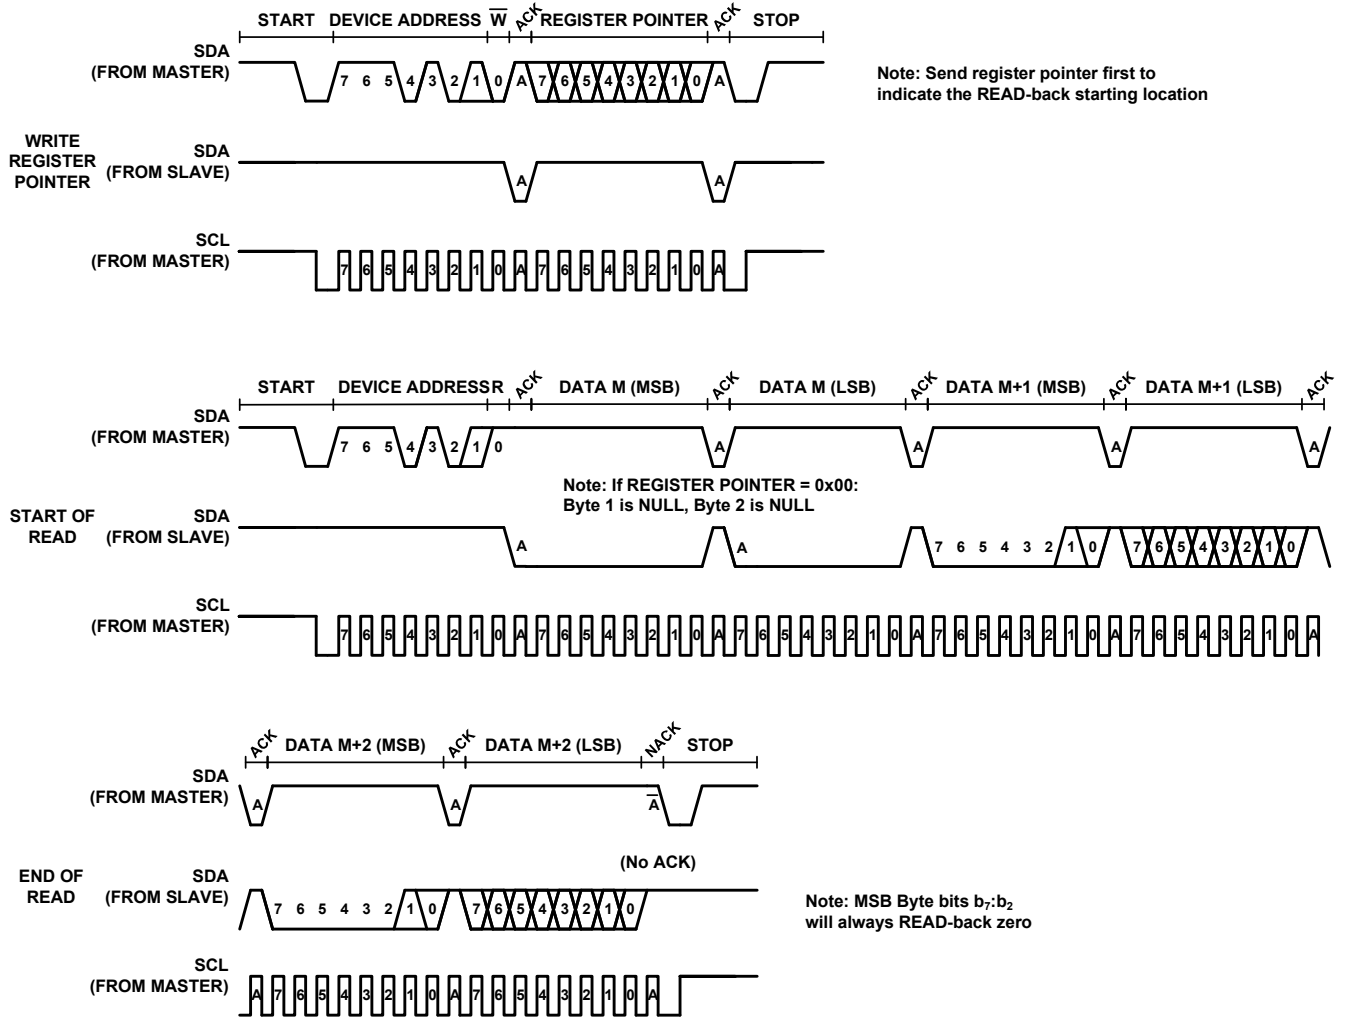 START DEVICE ADDRESS W̅ ACK REGISTER POINTER ACK STOP
SDA
(FROM MASTER)
7 6 5 4 3 2 1 0 A 7 6 5 4 3 2 1 0 A
Note: Send register pointer first to
indicate the READ-back starting location
WRITE
REGISTER
POINTER
SDA
(FROM SLAVE)
A A
SCL
(FROM MASTER)
7 6 5 4 3 2 1 0 A 7 6 5 4 3 2 1 0 A
START DEVICE ADDRESS R ACK DATA M (MSB) ACK DATA M (LSB) ACK DATA M+1 (MSB) ACK DATA M+1 (LSB) ACK
SDA
(FROM MASTER)
7 6 5 4 3 2 1 0 A A A A
Note: If REGISTER POINTER = 0x00:
Byte 1 is NULL, Byte 2 is NULL
START OF
READ
SDA
(FROM SLAVE)
A A 7 6 5 4 3 2 1 0 7 6 5 4 3 2 1 0
SCL
(FROM MASTER)
7 6 5 4 3 2 1 0 A 7 6 5 4 3 2 1 0 A 7 6 5 4 3 2 1 0 A 7 6 5 4 3 2 1 0 A 7 6 5 4 3 2 1 0 A
ACK DATA M+2 (MSB) ACK DATA M+2 (LSB) NACK STOP
SDA
(FROM MASTER)
A A A̅
(No ACK)
END OF
READ
SDA
(FROM SLAVE)
7 6 5 4 3 2 1 0 7 6 5 4 3 2 1 0
Note: MSB Byte bits b7:b2
will always READ-back zero
SCL
(FROM MASTER)
A 7 6 5 4 3 2 1 0 A 7 6 5 4 3 2 1 0 A